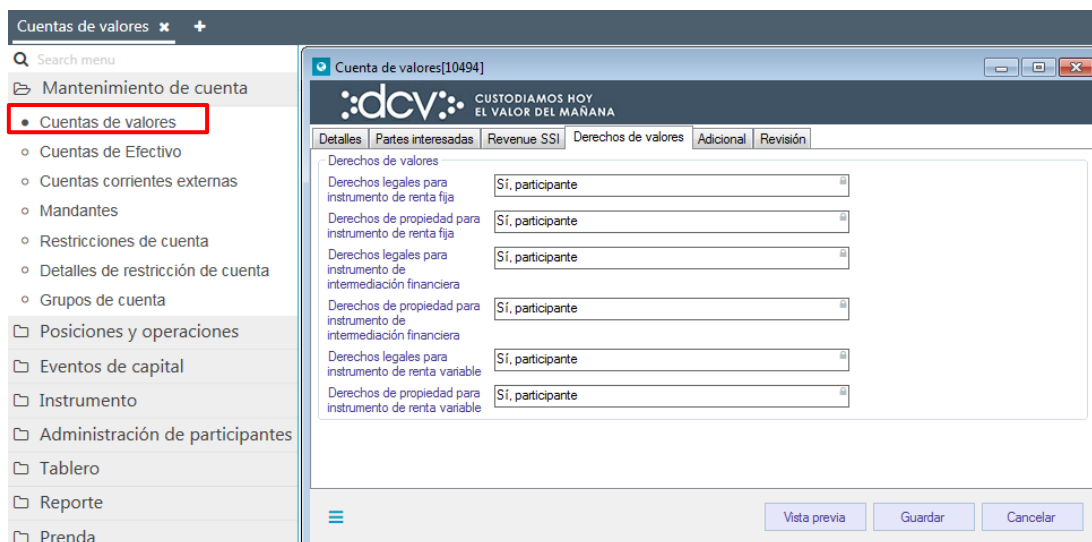 Cuentas de valores ✖ +
Search menu
Mantenimiento de cuenta
Cuentas de valores
Cuentas de Efectivo
Cuentas corrientes externas
Mandantes
Restricciones de cuenta
Detalles de restricción de cuenta
Grupos de cuenta
Posiciones y operaciones
Eventos de capital
Instrumento
Administración de participantes
Tablero
Reporte
Prenda
Cuenta de valores[10494]
dcv
CUSTODIAMOS HOY
EL VALOR DEL MAÑANA
Detalles Partes interesadas Revenue SSI Derechos de valores Adicional Revisión
Derechos de valores
Derechos legales para
instrumento de renta fija
Sí, participante
Derechos de propiedad para
instrumento de renta fija
Sí, participante
Derechos legales para
instrumento de
intermediación financiera
Sí, participante
Derechos de propiedad para
instrumento de
intermediación financiera
Sí, participante
Derechos legales para
instrumento de renta variable
Sí, participante
Derechos de propiedad para
instrumento de renta variable
Sí, participante
Vista previa Guardar Cancelar